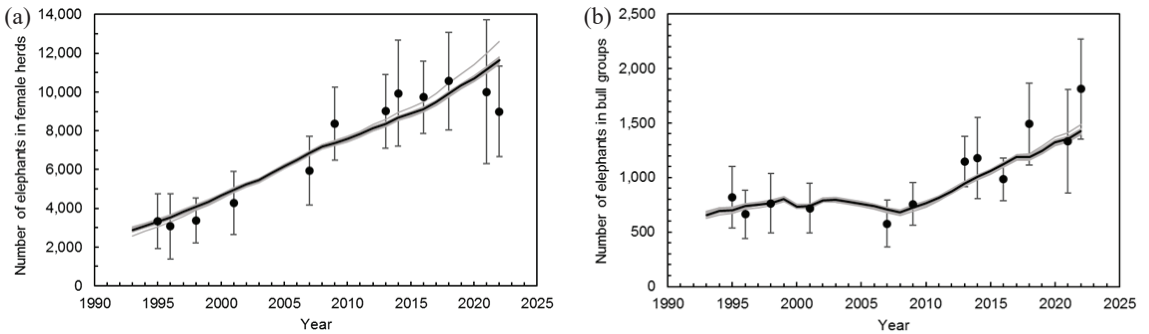 (a)
Number of elephants in female herds
14,000
12,000
10,000
8,000
6,000
4,000
2,000
0
1990 1995 2000 2005 2010 2015 2020 2025
Year
(b)
Number of elephants in bull groups
2,500
2,000
1,500
1,000
500
0
1990 1995 2000 2005 2010 2015 2020 2025
Year